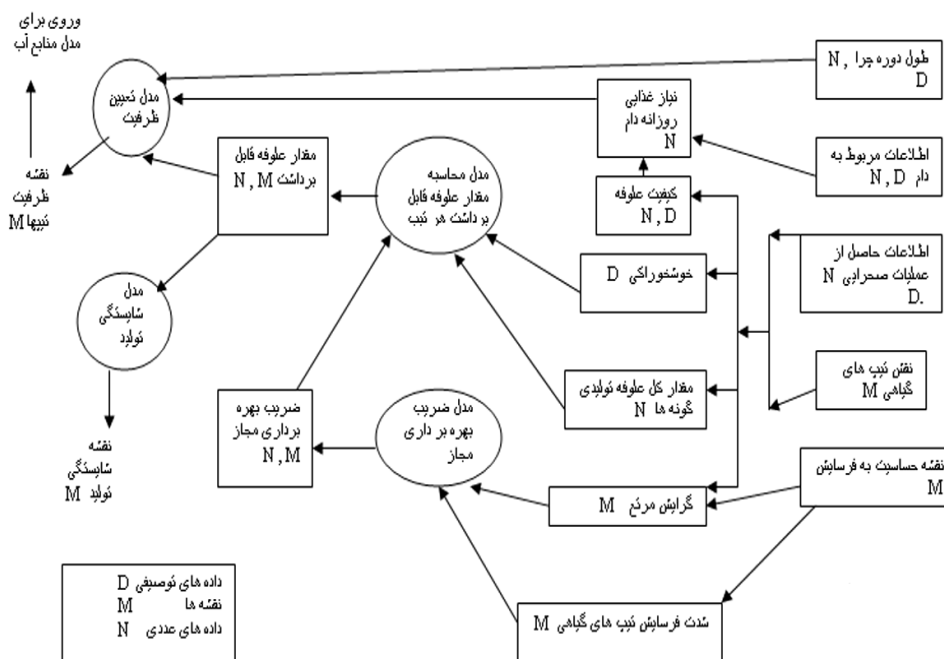 وروی برای
مدل منابع آب
طول دوره چرا , N
D
مدل تعیین
ظرفیت
نیاز غذایی
روزانه دام
N
اطلاعات مربوط به
دام N, D
مقدار علوفه قابل
برداشت N, M
مدل محاسبه
مقدار علوفه قابل
برداشت هر تیپ
کیفیت علوفه
N, D
نقشه
ظرفیت
تیپها M
اطلاعات حاصل از
عملیات صحرایی N
D.
خوشخوراکی D
مدل
شایستگی
تولید
نقش تیپ های
گیاهی M
مقدار کل علوفه تولیدی
گونه ها N
ضریب بهره
برداری مجاز
N, M
مدل ضریب
بهره برداری
مجاز
نقشه
شایستگی
تولید M
نقشه حساسیت به فرسایش
M
گرایش مرتع M
شدت فرسایش تیپ های گیاهی M
داده های توصیفی D
نقشه ها M
داده های عددی N